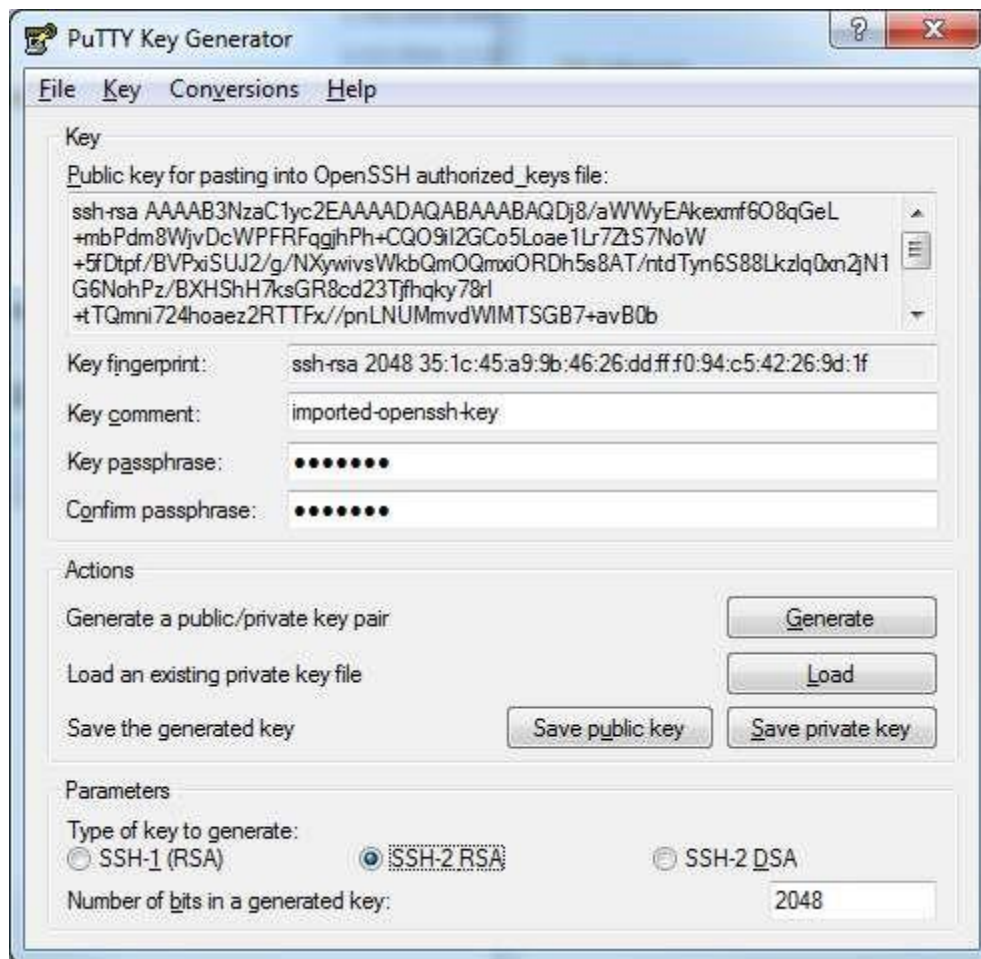 PuTTY Key Generator
File Key Conversions Help
Key
Public key for pasting into OpenSSH authorized_keys file:
ssh-rsa AAAAB3NzaC1yc2EAAAADAQABAAABAQDj8/aWWyEAkexmf6O8qGeL
+mbPdm8WjvDcWPFRFqgjhPh+CQO9iI2GCo5Loae1Lr7ZtS7NoW
+5fDtpf/BVPxiSUJ2/g/NXywivsWkbQmOQmxiORDh5s8AT/ntdTyn6S88LkzIq0xn2jN1
G6NohPz/BXHShH7ksGR8cd23Tjfhqky78rI
+tTQmni724hoaez2RTTFx//pnLNUMmvdWIMTSGB7+avB0b
Key fingerprint: ssh-rsa 2048 35:1c:45:a9:9b:46:26:dd:ff:f0:94:c5:42:26:9d:1f
Key comment: imported-openssh-key
Key passphrase: •••••••
Confirm passphrase: •••••••
Actions
Generate a public/private key pair Generate
Load an existing private key file Load
Save the generated key Save public key Save private key
Parameters
Type of key to generate:
SSH-1 (RSA) SSH-2 RSA SSH-2 DSA
Number of bits in a generated key: 2048